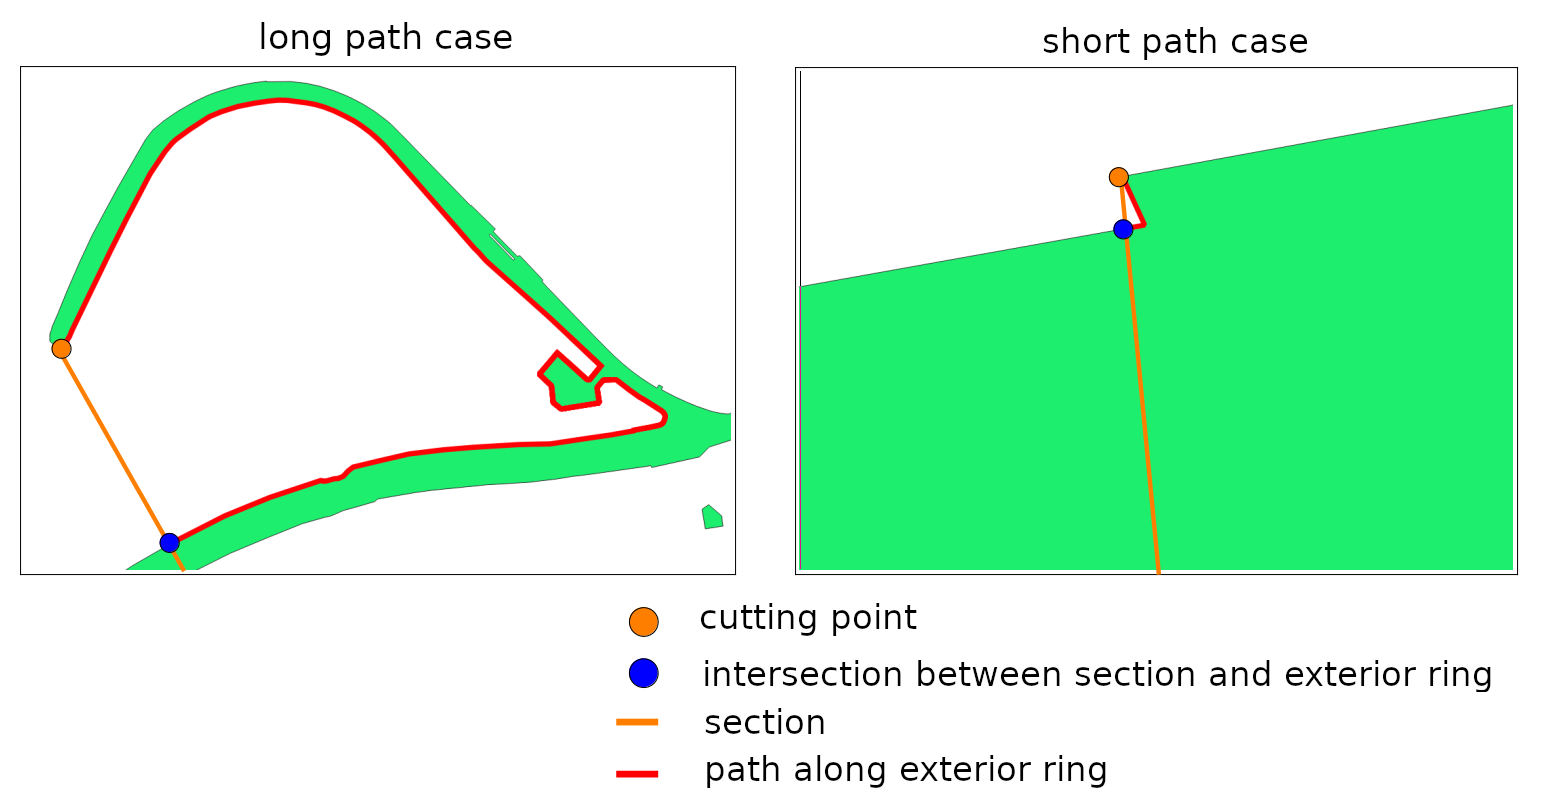 long path case
short path case
cutting point
intersection between section and exterior ring
section
path along exterior ring